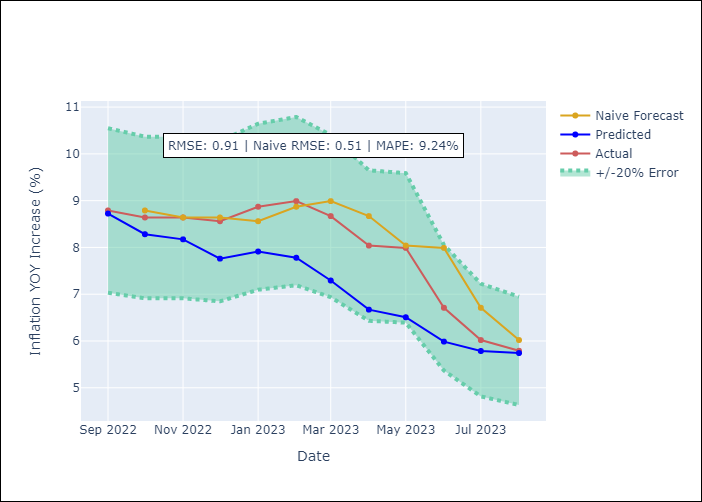 Naive Forecast
Predicted
Actual
+/-20% Error
RMSE: 0.91 | Naive RMSE: 0.51 | MAPE: 9.24%
Inflation YOY Increase (%)
11
10
9
8
7
6
5
Sep 2022
Nov 2022
Jan 2023
Mar 2023
May 2023
Jul 2023
Date